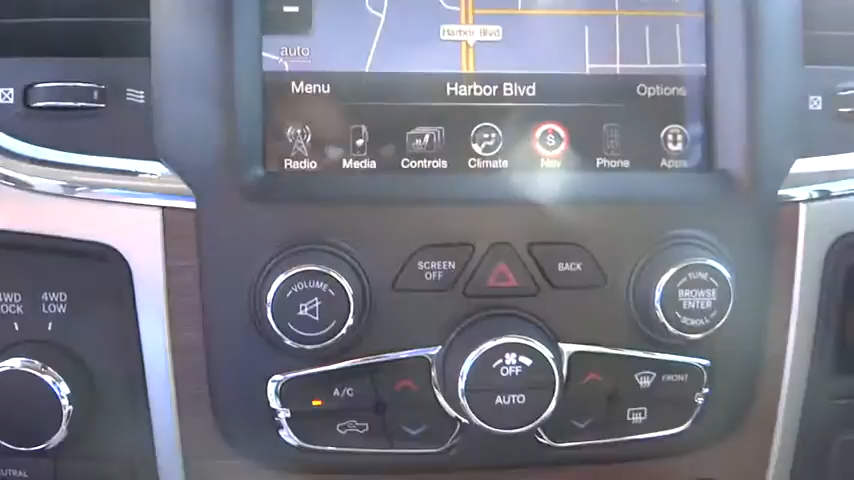 Harbor Blvd
auto
Menu
Harbor Blvd
Options
Radio
Media
Controls
Climate
S
Nav
Phone
Apps
SCREEN
OFF
BACK
VOLUME
TUNE
BROWSE
ENTER
SCROLL
4WD
LOCK
4WD
LOW
OFF
AUTO
A/C
FRONT
NEUTRAL